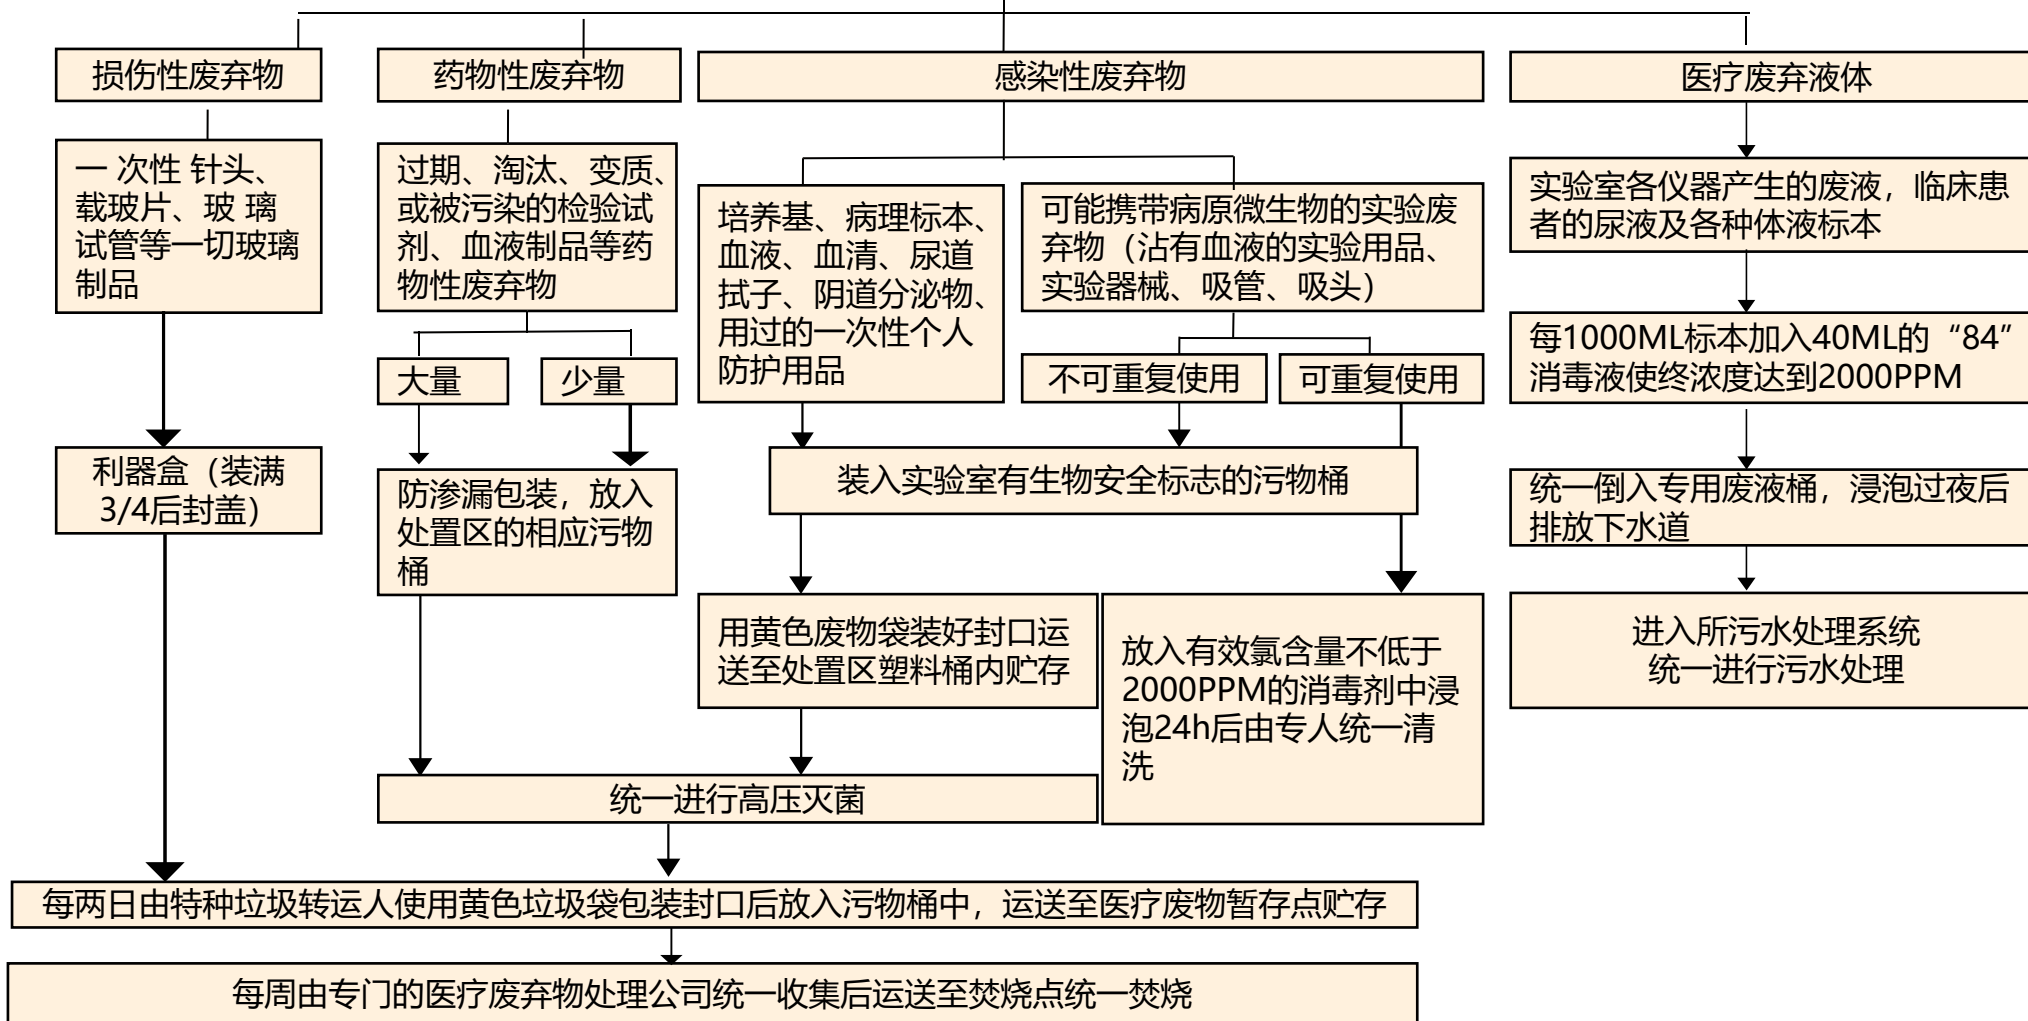 损伤性废弃物
药物性废弃物
感染性废弃物
医疗废弃液体
一 次性 针头、
载玻片、玻 璃
试管等一切玻璃
制品
过期、淘汰、变质、
或被污染的检验试
剂、血液制品等药
物性废弃物
培养基、病理标本、
血液、血清、尿道
拭子、阴道分泌物、
用过的一次性个人
防护用品
可能携带病原微生物的实验废
弃物（沾有血液的实验用品、
实验器械、吸管、吸头）
实验室各仪器产生的废液，临床患
者的尿液及各种体液标本
大量
少量
不可重复使用
可重复使用
每1000ML标本加入40ML的“84”
消毒液使终浓度达到2000PPM
利器盒（装满
3/4后封盖）
防渗漏包装，放入
处置区的相应污物
桶
装入实验室有生物安全标志的污物桶
统一倒入专用废液桶，浸泡过夜后
排放下水道
用黄色废物袋装好封口运
送至处置区塑料桶内贮存
放入有效氯含量不低于
2000PPM的消毒剂中浸
泡24h后由专人统一清
洗
进入所污水处理系统
统一进行污水处理
统一进行高压灭菌
每两日由特种垃圾转运人使用黄色垃圾袋包装封口后放入污物桶中，运送至医疗废物暂存点贮存
每周由专门的医疗废弃物处理公司统一收集后运送至焚烧点统一焚烧